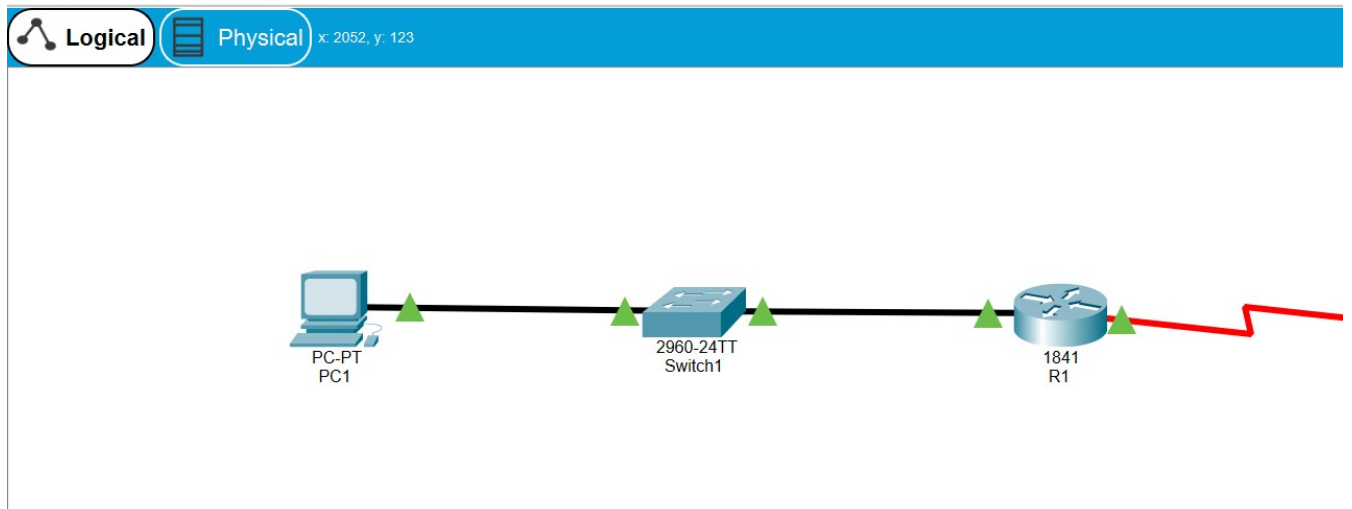 Logical
Physical
x: 2052, y: 123
PC-PT
PC1
2960-24TT
Switch1
1841
R1